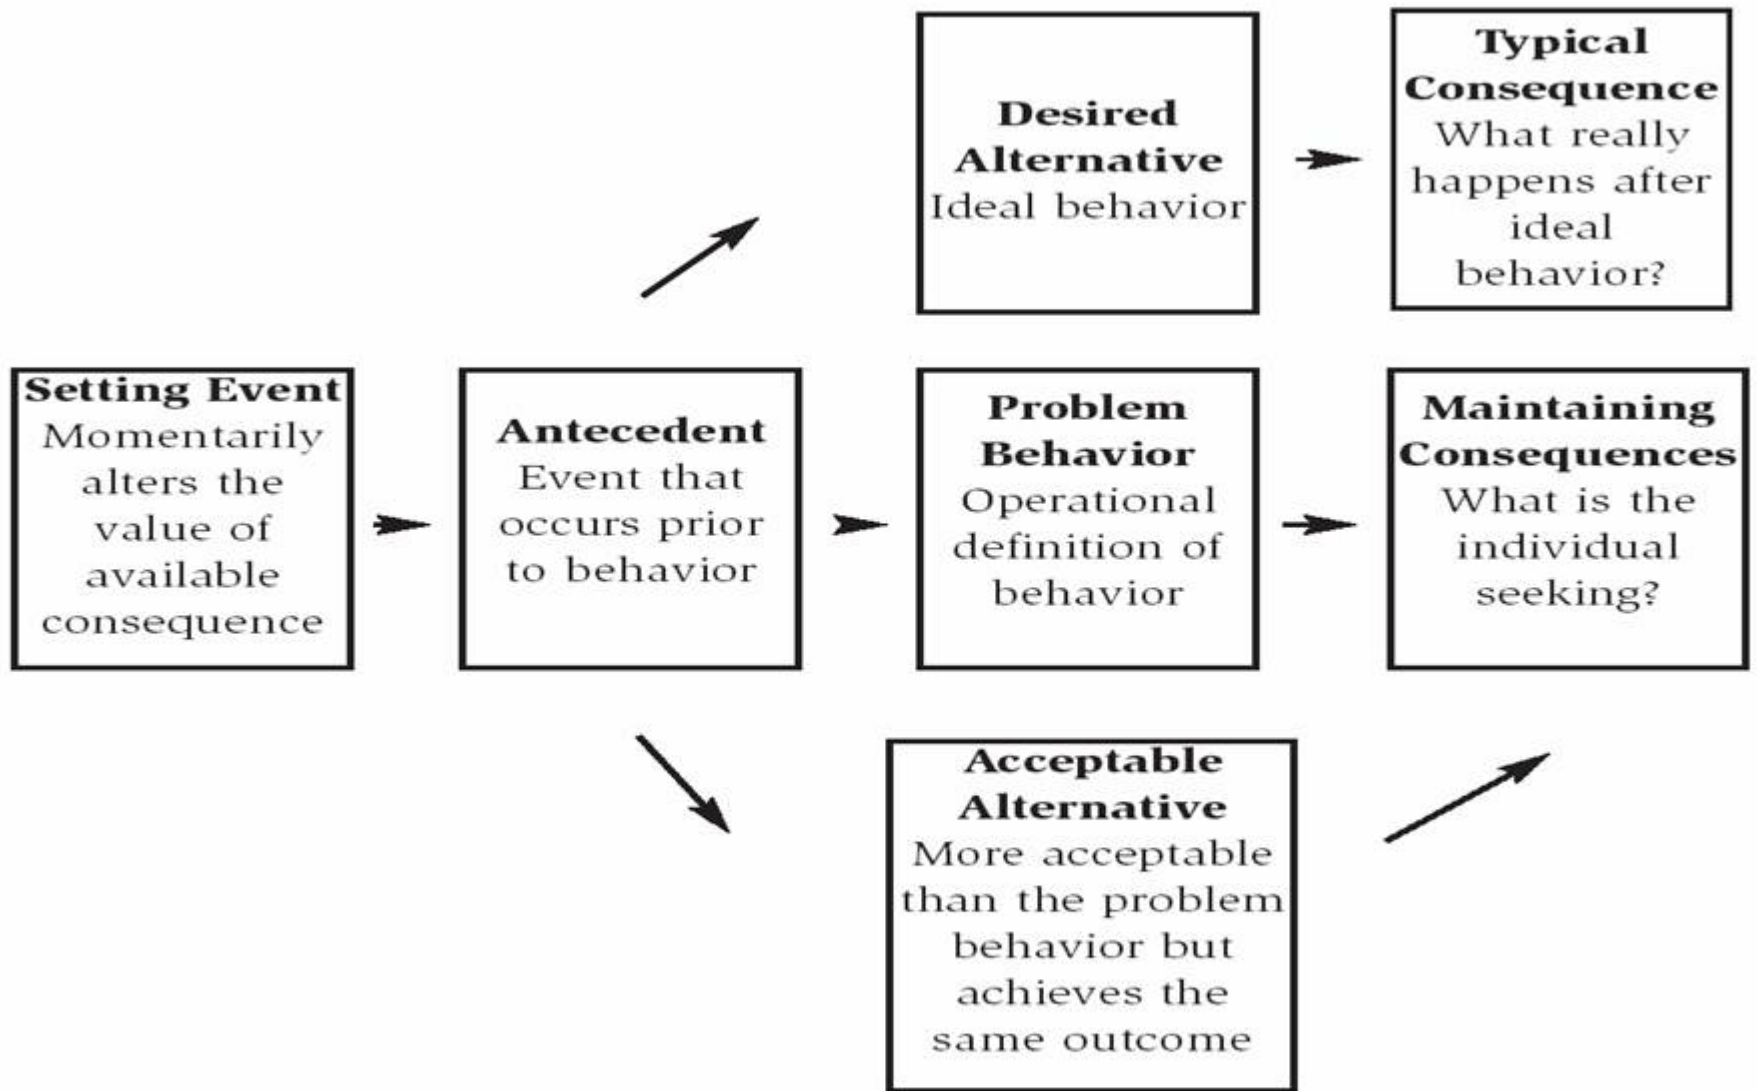 Desired
Alternative
Ideal behavior
Typical
Consequence
What really
happens after
ideal
behavior?
Setting Event
Momentarily
alters the
value of
available
consequence
Antecedent
Event that
occurs prior
to behavior
Problem
Behavior
Operational
definition of
behavior
Maintaining
Consequences
What is the
individual
seeking?
Acceptable
Alternative
More acceptable
than the problem
behavior but
achieves the
same outcome